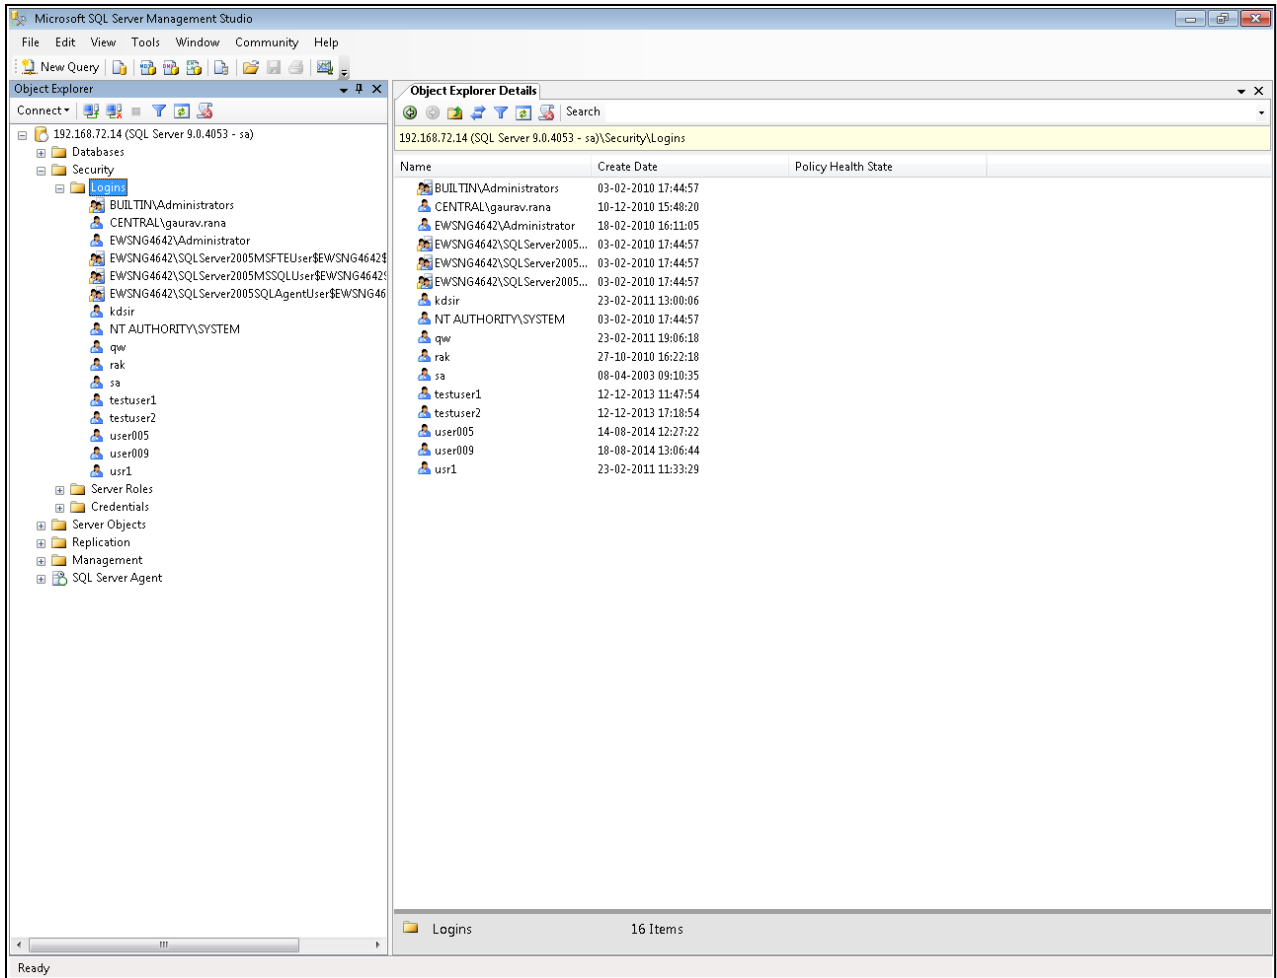 Microsoft SQL Server Management Studio
File Edit View Tools Window Community Help
New Query
Object Explorer
Connect
192.168.72.14 (SQL Server 9.0.4053 - sa)
Databases
Security
Logins
BUILTIN\Administrators
CENTRAL\gaurav.rana
EWSNG4642\Administrator
EWSNG4642\SQLServer2005MSFTEUser$EWSNG4642$
EWSNG4642\SQLServer2005MSSQLUser$EWSNG4642$
EWSNG4642\SQLServer2005SQLAgentUser$EWSNG46
kdsir
NT AUTHORITY\SYSTEM
qw
rak
sa
testuser1
testuser2
user005
user009
usr1
Server Roles
Credentials
Server Objects
Replication
Management
SQL Server Agent
Object Explorer Details
Search
192.168.72.14 (SQL Server 9.0.4053 - sa)\Security\Logins
Name Create Date Policy Health State
BUILTIN\Administrators 03-02-2010 17:44:57
CENTRAL\gaurav.rana 10-12-2010 15:48:20
EWSNG4642\Administrator 18-02-2010 16:11:05
EWSNG4642\SQLServer2005... 03-02-2010 17:44:57
EWSNG4642\SQLServer2005... 03-02-2010 17:44:57
EWSNG4642\SQLServer2005... 03-02-2010 17:44:57
kdsir 23-02-2011 13:00:06
NT AUTHORITY\SYSTEM 03-02-2010 17:44:57
qw 23-02-2011 19:06:18
rak 27-10-2010 16:22:18
sa 08-04-2003 09:10:35
testuser1 12-12-2013 11:47:54
testuser2 12-12-2013 17:18:54
user005 14-08-2014 12:27:22
user009 18-08-2014 13:06:44
usr1 23-02-2011 11:33:29
Logins 16 Items
Ready